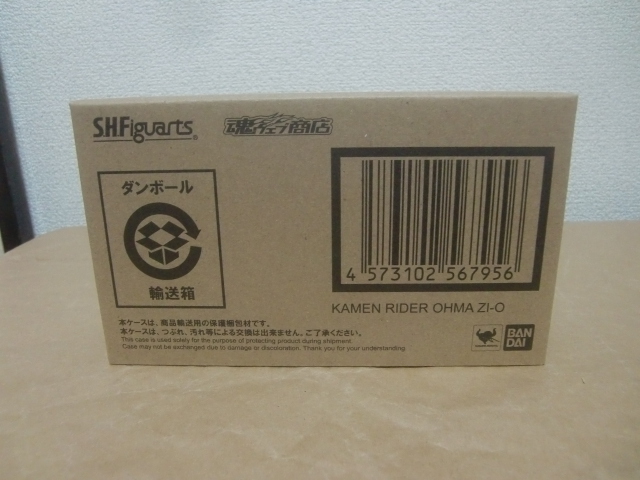 S.H.Figuarts®
魂ウェブ商店
ダンボール
輸送箱
4 573102 567956
KAMEN RIDER OHMA ZI-O
本ケースは、商品輸送用の保護梱包材です。
本ケースは、つぶれ、汚れ等による交換は出来ません。ご了承ください。
This case is used solely for the purpose of protecting product during shipment.
Case may not be exchanged due to damage or discoloration. Thank you for your understanding.
BAN
DAI